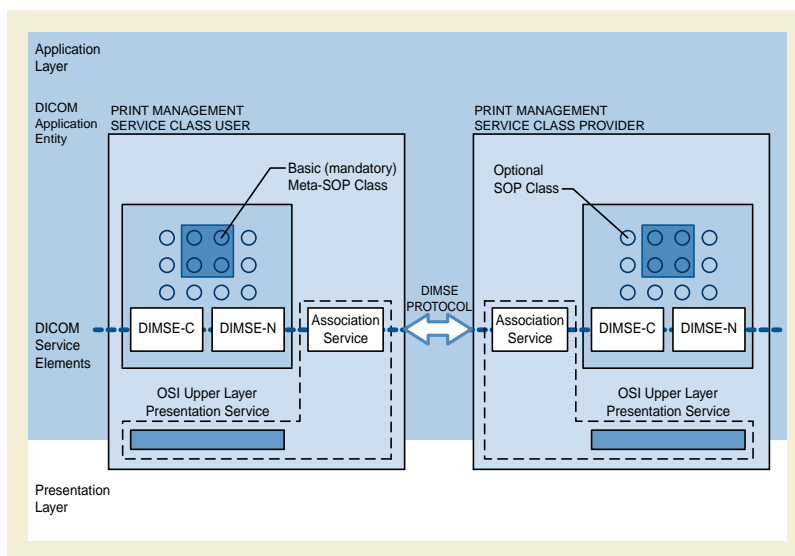 Application
Layer
DICOM
Application
Entity
PRINT MANAGEMENT
SERVICE CLASS USER
PRINT MANAGEMENT
SERVICE CLASS PROVIDER
Basic (mandatory)
Meta-SOP Class
Optional
SOP Class
DIMSE
PROTOCOL
DICOM
Service
Elements
DIMSE-C
DIMSE-N
Association
Service
Association
Service
DIMSE-C
DIMSE-N
OSI Upper Layer
Presentation Service
OSI Upper Layer
Presentation Service
Presentation
Layer